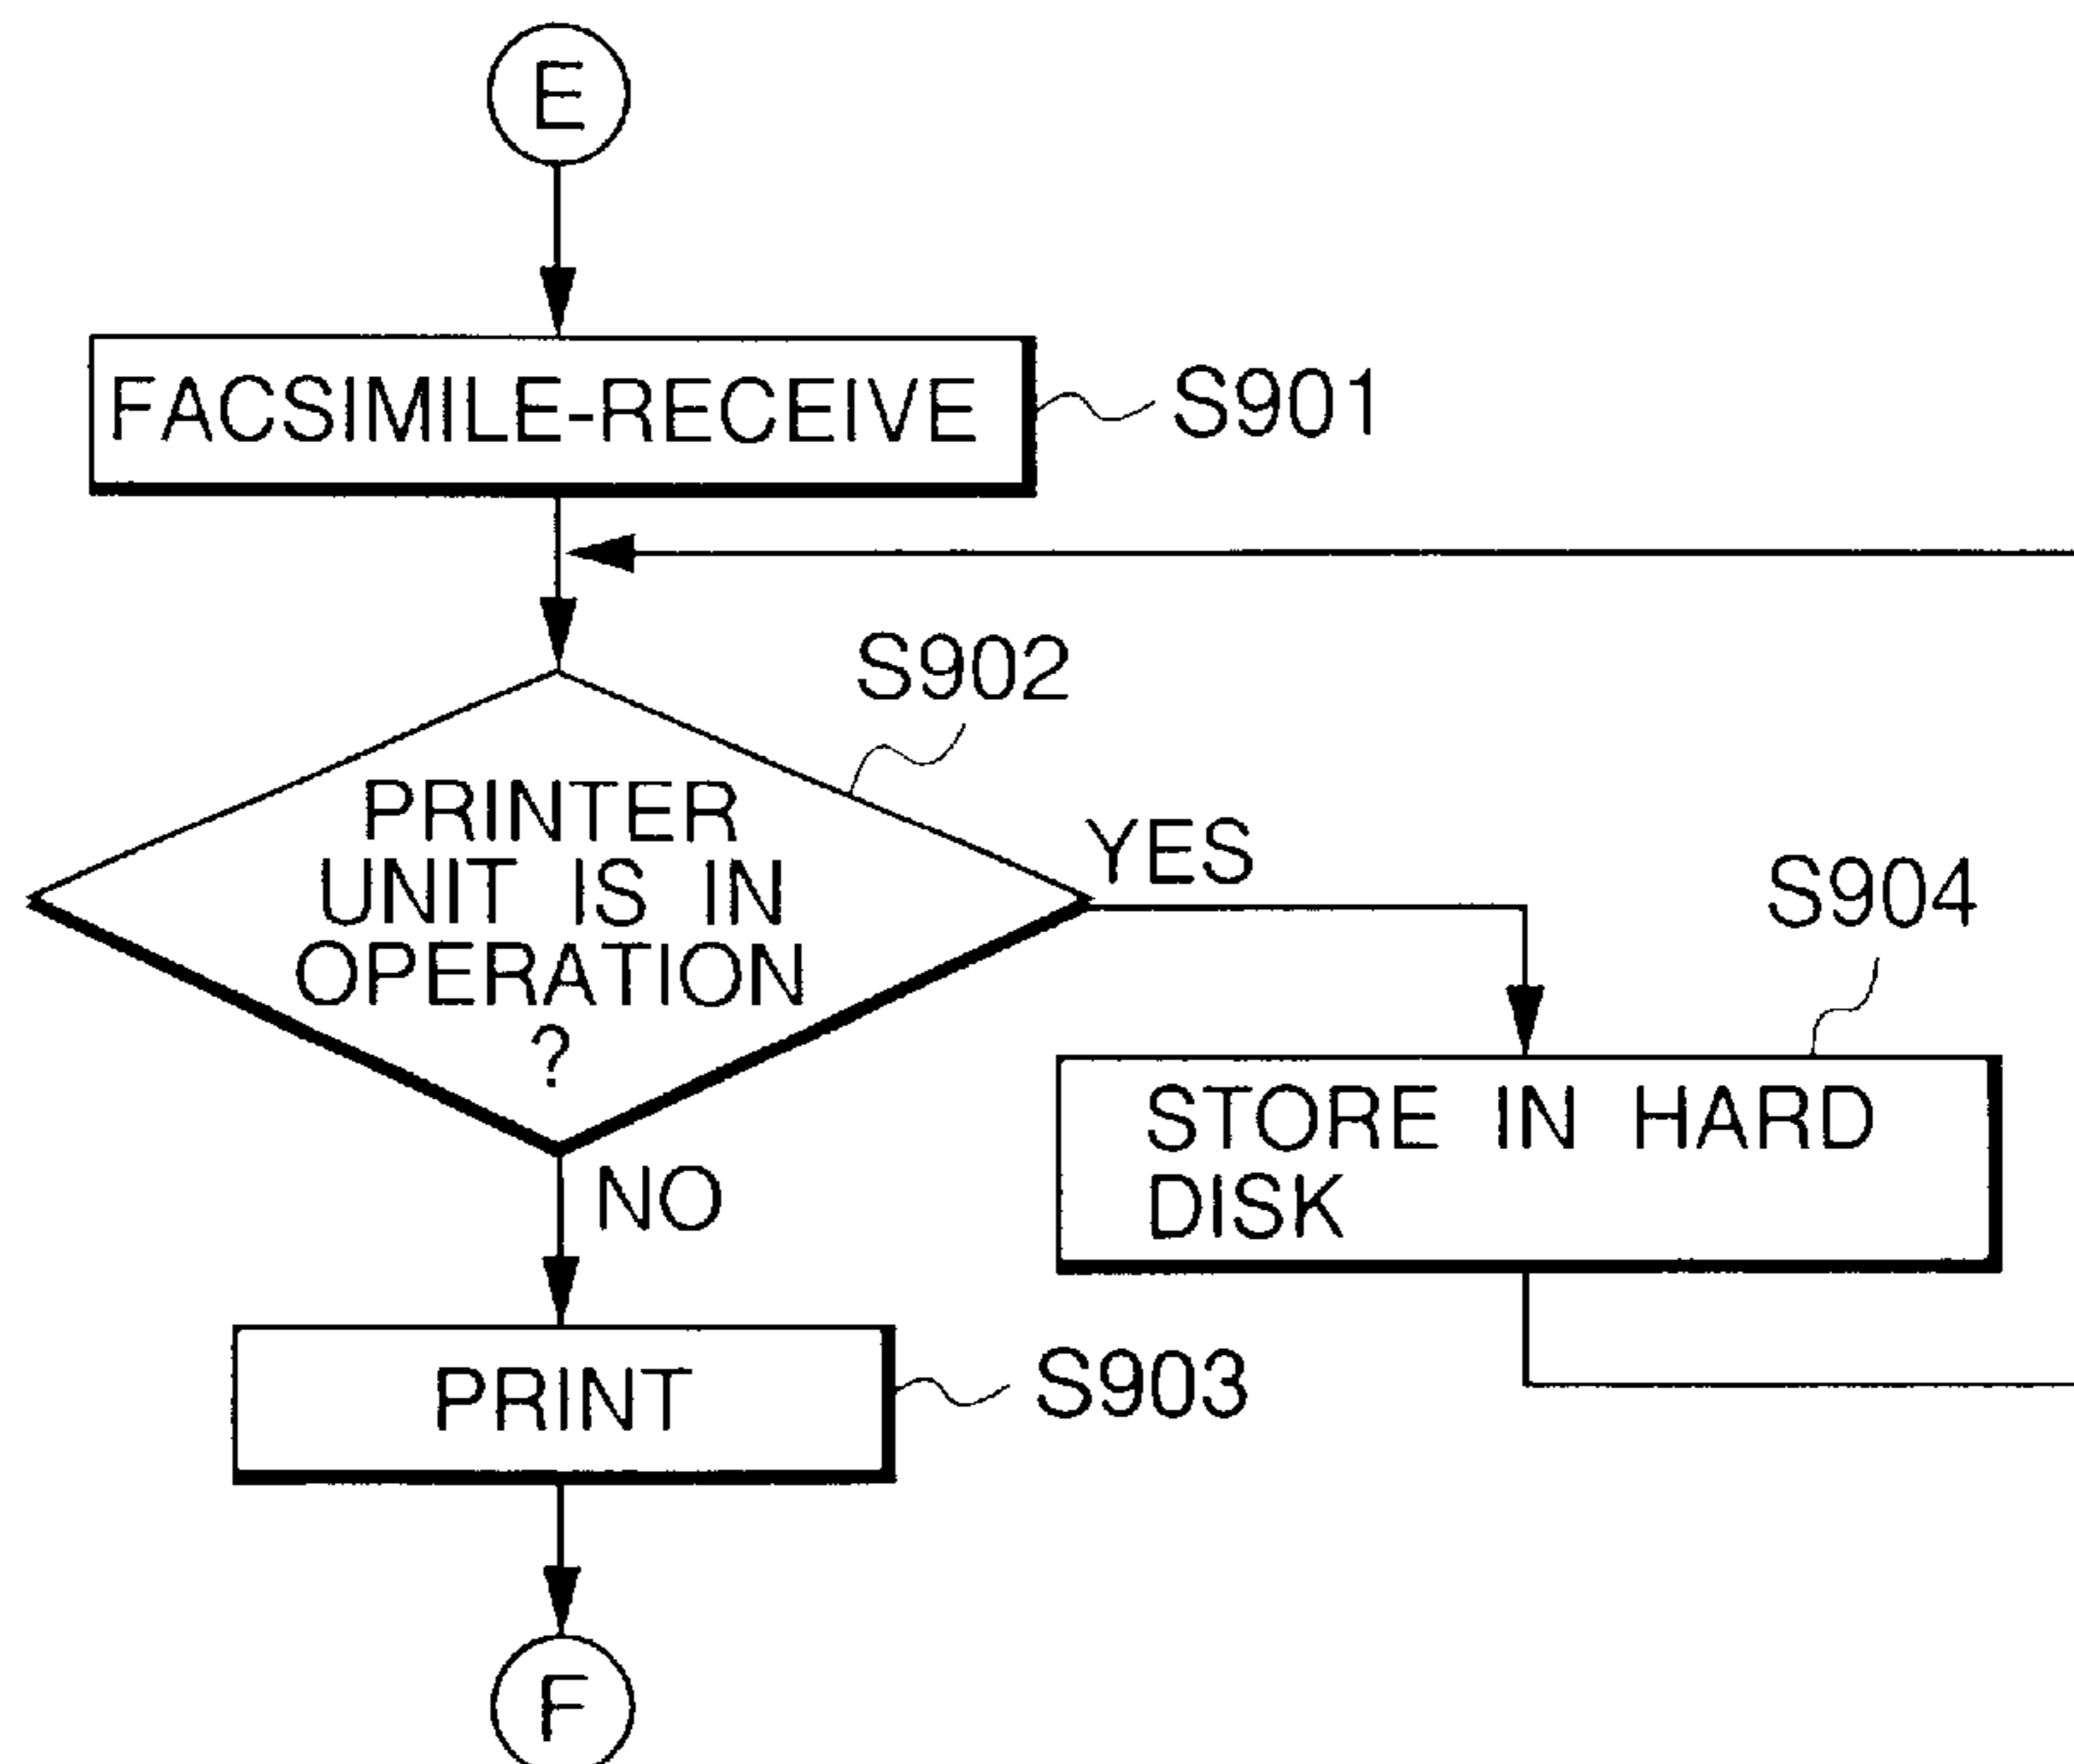 E
FACSIMILE-RECEIVE
S901
S902
PRINTER
UNIT IS IN
OPERATION
?
YES
S904
STORE IN HARD
DISK
NO
PRINT
S903
F